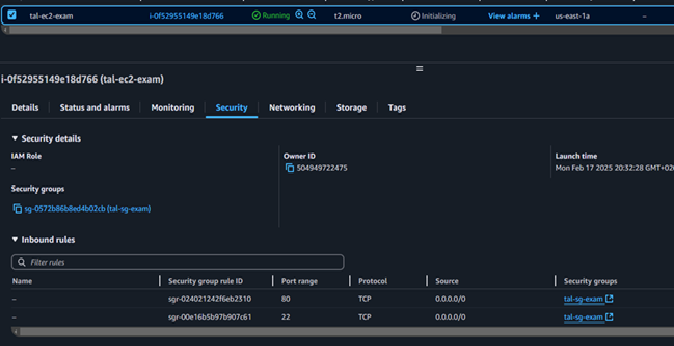 tal-ec2-exam i-0f52955149e18d766 Running t2.micro Initializing View alarms + us-east-1a –
i-0f52955149e18d766 (tal-ec2-exam)
Details Status and alarms Monitoring Security Networking Storage Tags
Security details
IAM Role Owner ID Launch time
– 504949722475 Mon Feb 17 2025 20:32:28 GMT+02
Security groups
sg-0572b86b8ed4b02cb (tal-sg-exam)
Inbound rules
Filter rules
Name Security group rule ID Port range Protocol Source Security groups
– sgr-024021242f6eb2310 80 TCP 0.0.0.0/0 tal-sg-exam
– sgr-00e16b5b97b907c61 22 TCP 0.0.0.0/0 tal-sg-exam